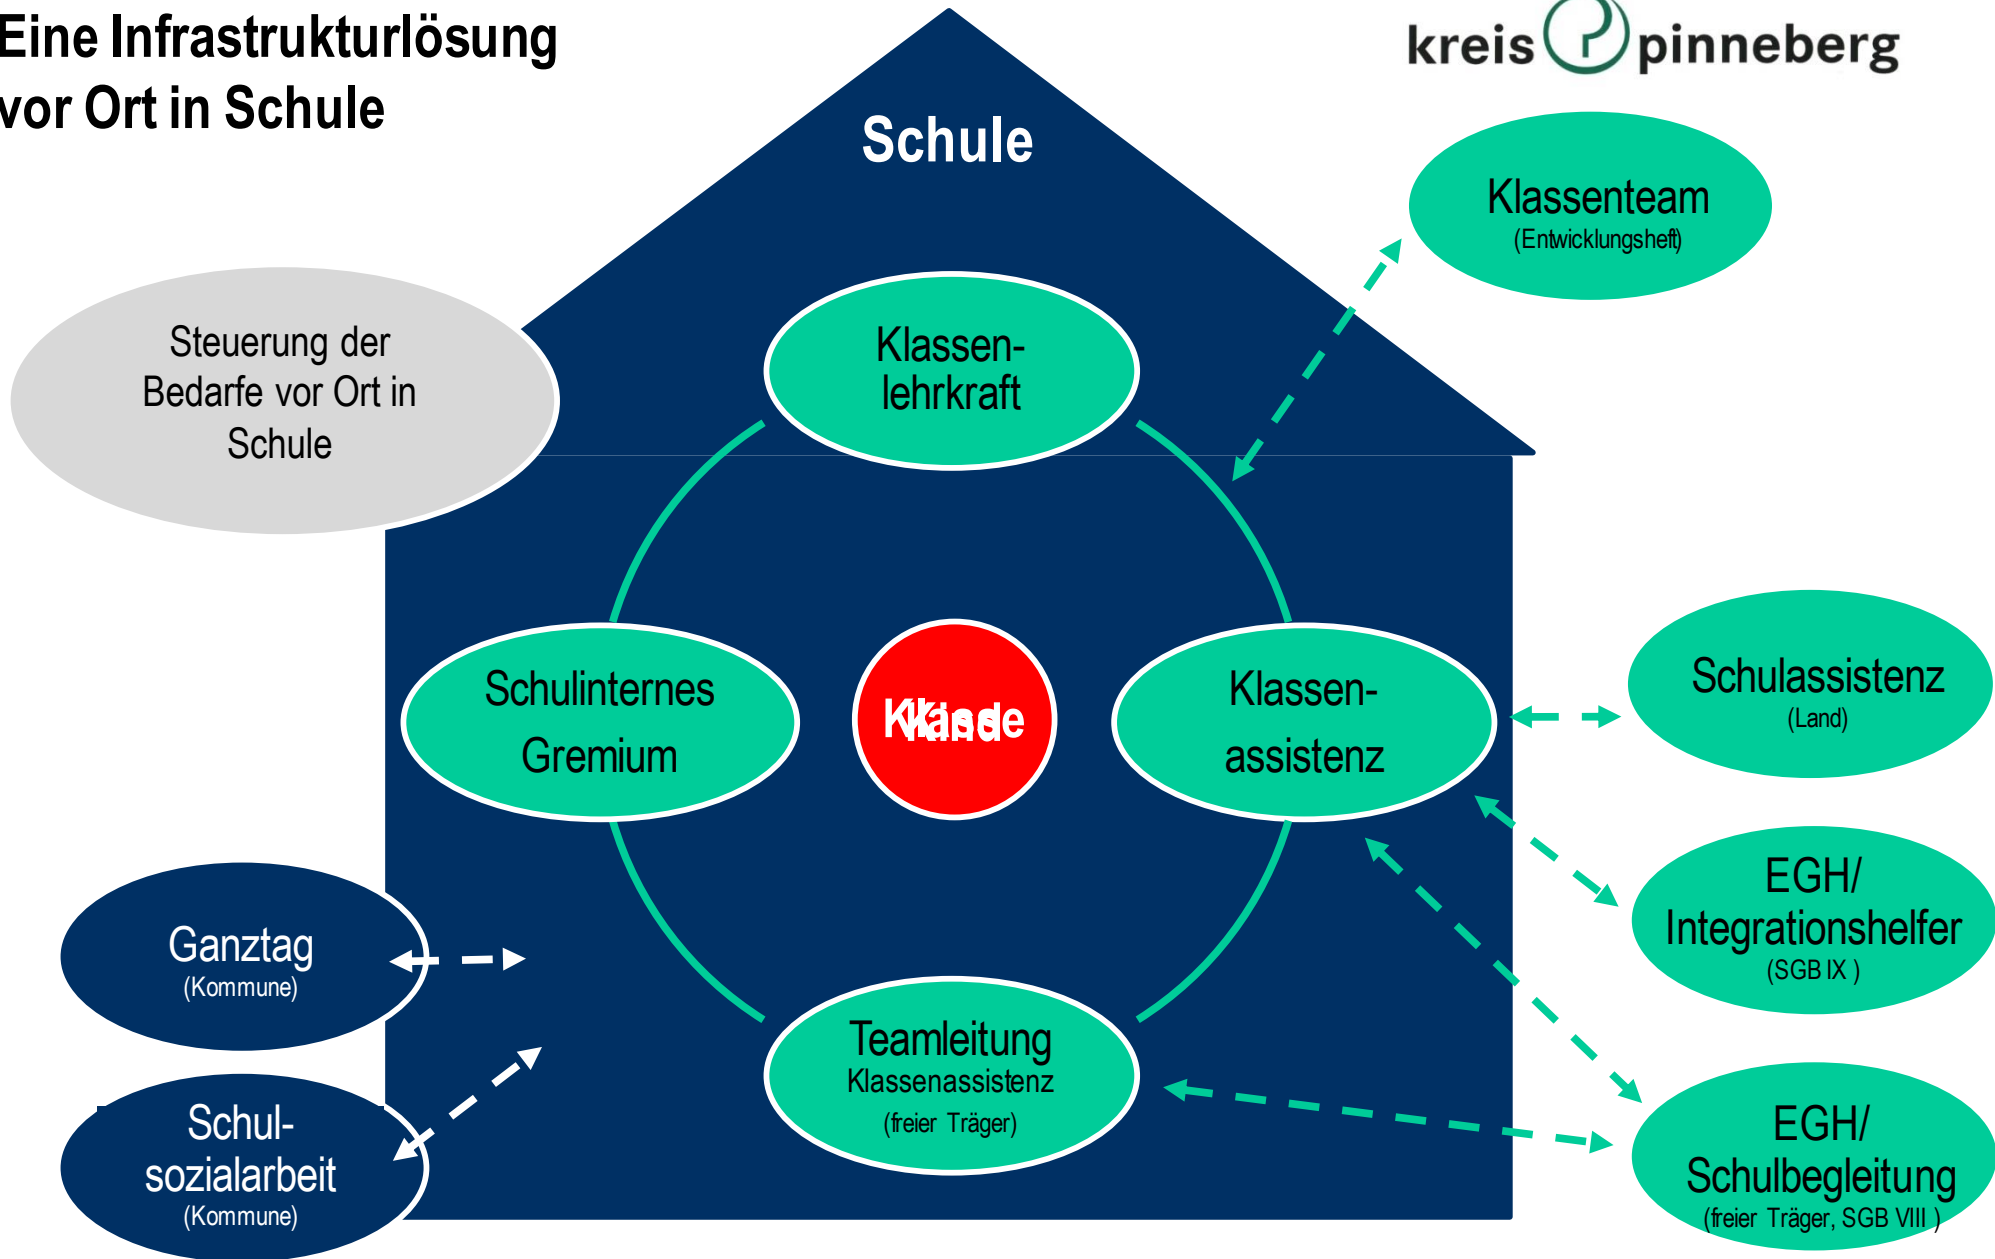 Eine Infrastrukturlösung
vor Ort in Schule
kreis pinneberg
Schule
Klassenteam
(Entwicklungsheft)
Steuerung der
Bedarfe vor Ort in
Schule
Klassen-
lehrkraft
Schulinternes
Gremium
Klasse
Kind
Klassen-
assistenz
Schulassistenz
(Land)
EGH/
Integrationshelfer
(SGB IX )
Ganztag
(Kommune)
Teamleitung
Klassenassistenz
(freier Träger)
Schul-
sozialarbeit
(Kommune)
EGH/
Schulbegleitung
(freier Träger, SGB VIII )